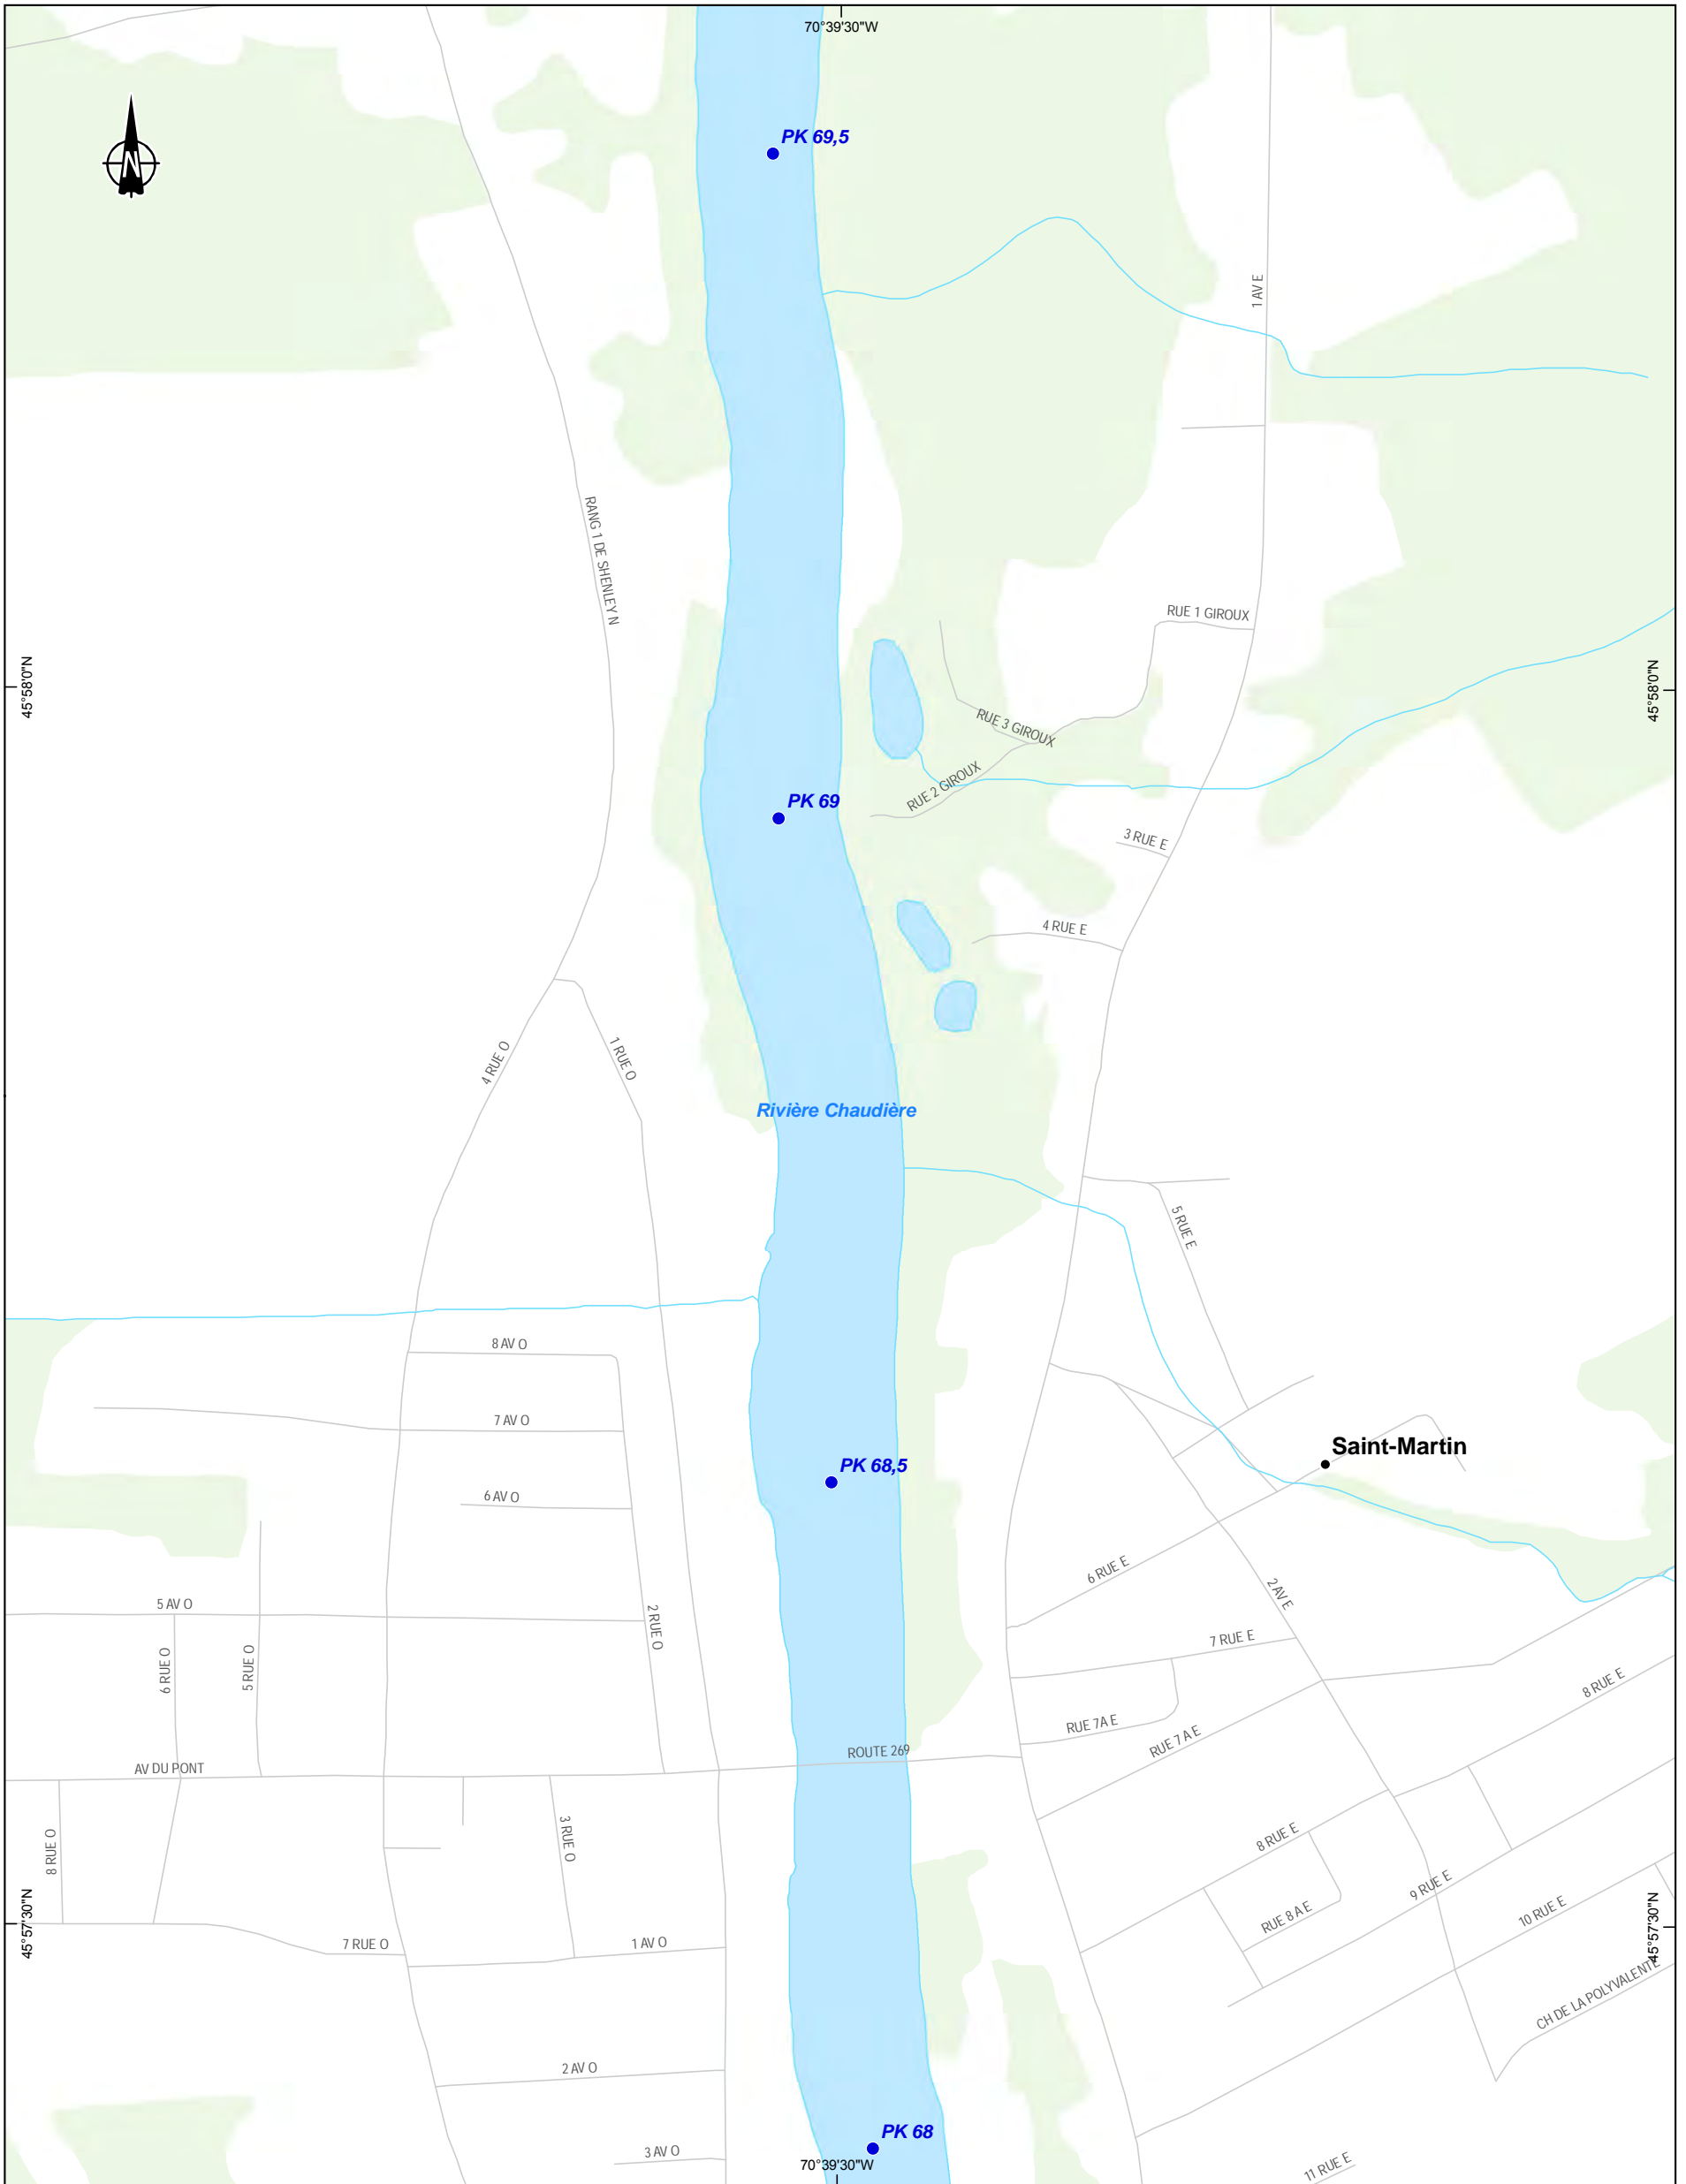 70°39'30"W
PK 69,5
N
1 AV E
RANG 1 DE SHENLEY N
RUE 1 GIROUX
45°58'0"N
45°58'0"N
RUE 3 GIROUX
RUE 2 GIROUX
PK 69
3 RUE E
4 RUE E
4 RUE O
1 RUE O
Rivière Chaudière
5 RUE E
8 AV O
7 AV O
Saint-Martin
PK 68,5
6 AV O
6 RUE E
2 AV E
5 AV O
2 RUE O
7 RUE E
6 RUE O
5 RUE O
8 RUE E
RUE 7A E
RUE 7 A E
ROUTE 269
AV DU PONT
3 RUE O
8 RUE O
8 RUE E
9 RUE E
RUE 8 A E
10 RUE E
45°57'30"N
45°57'30"N
7 RUE O
1 AV O
CH DE LA POLYVALENTE
2 AV O
PK 68
3 AV O
70°39'30"W
11 RUE E